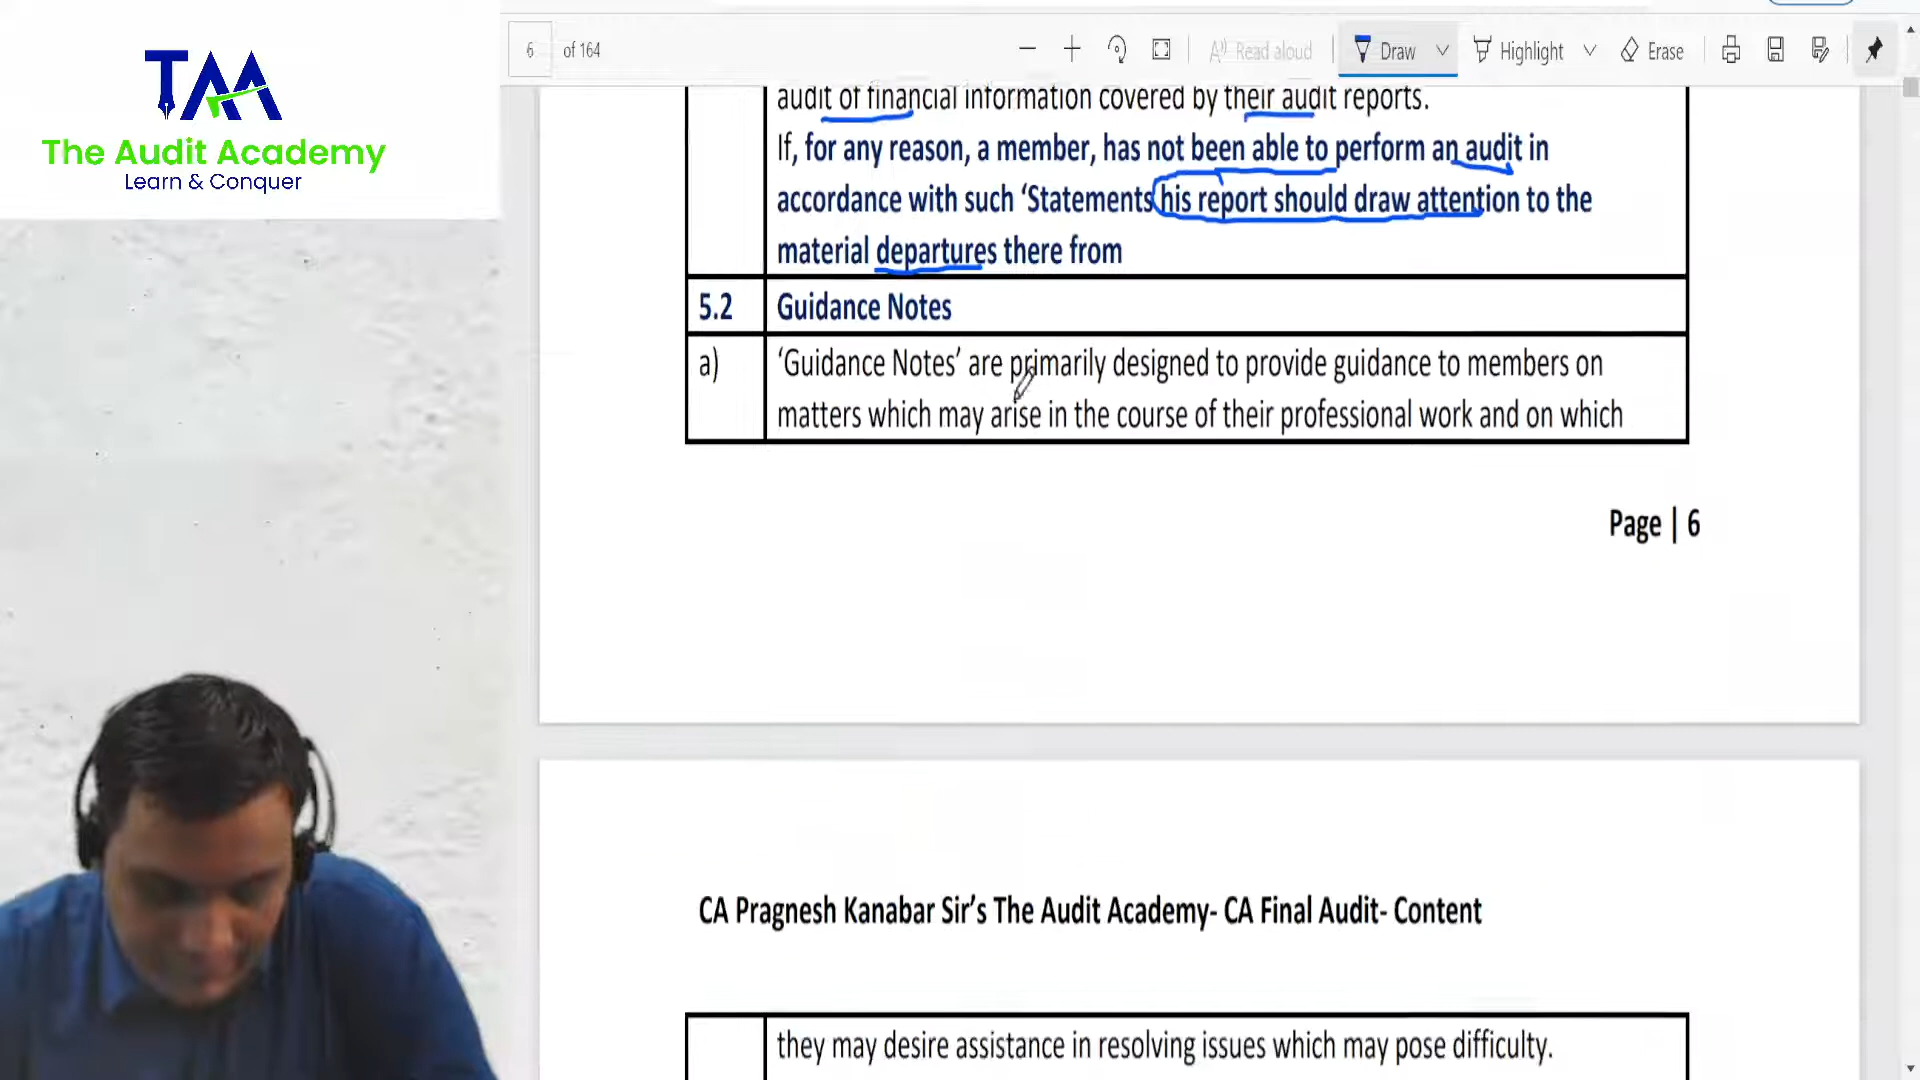 TAA
The Audit Academy
Learn & Conquer
6 of 164
Read aloud
Draw
Highlight
Erase
audit of financial information covered by their audit reports.
If, for any reason, a member, has not been able to perform an audit in
accordance with such ‘Statements his report should draw attention to the
material departures there from
5.2 Guidance Notes
a) ‘Guidance Notes’ are primarily designed to provide guidance to members on
matters which may arise in the course of their professional work and on which
Page | 6
CA Pragnesh Kanabar Sir’s The Audit Academy- CA Final Audit- Content
they may desire assistance in resolving issues which may pose difficulty.